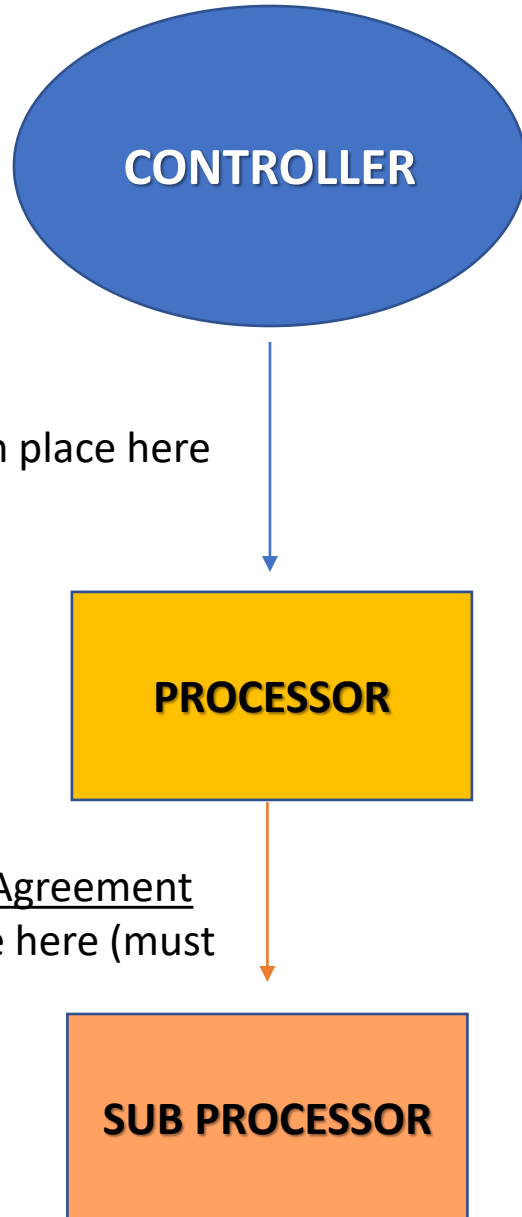 CONTROLLER
n place here
PROCESSOR
Agreement
e here (must
SUB PROCESSOR